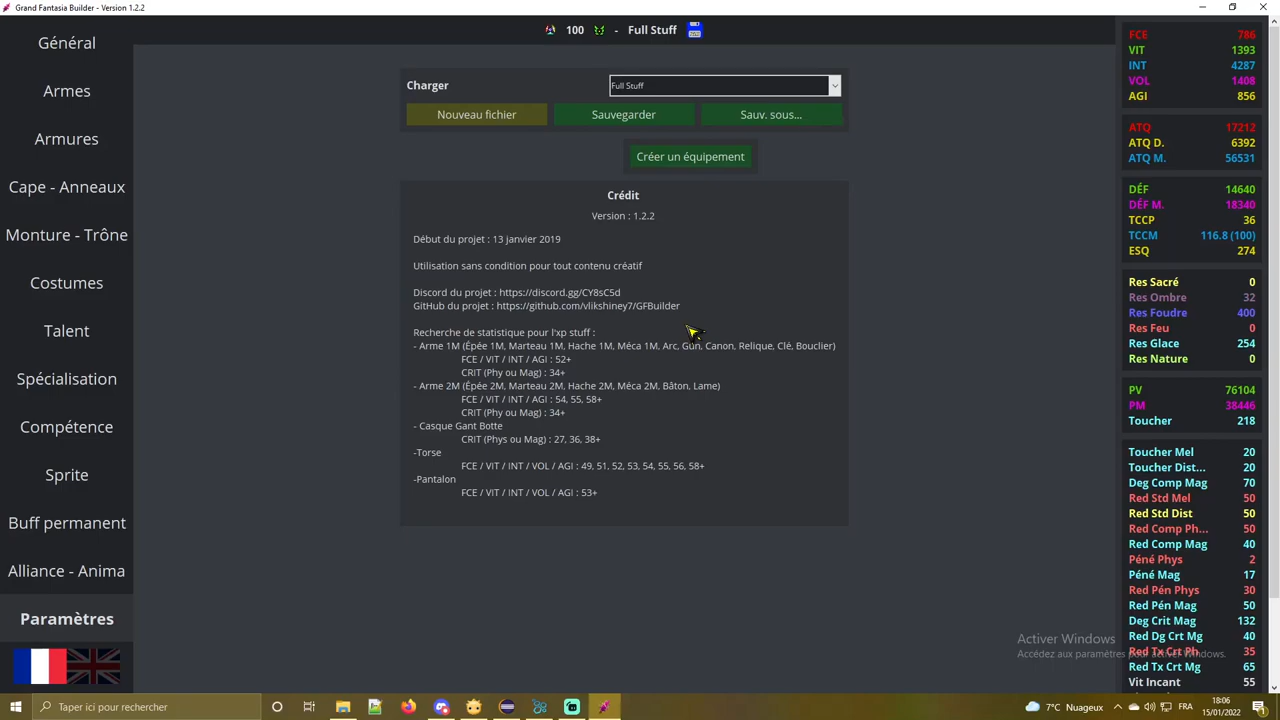 Grand Fantasia Builder - Version 1.2.2
100 - Full Stuff
Général
Armes
Armures
Cape - Anneaux
Monture - Trône
Costumes
Talent
Spécialisation
Compétence
Sprite
Buff permanent
Alliance - Anima
Paramètres
Charger
Full Stuff
Nouveau fichier
Sauvegarder
Sauv. sous...
Créer un équipement
Crédit
Version : 1.2.2
Début du projet : 13 janvier 2019
Utilisation sans condition pour tout contenu créatif
Discord du projet : https://discord.gg/CY8sC5d
GitHub du projet : https://github.com/vlikshiney7/GFBuilder
Recherche de statistique pour l'xp stuff :
- Arme 1M (Épée 1M, Marteau 1M, Hache 1M, Méca 1M, Arc, Gun, Canon, Relique, Clé, Bouclier)
FCE / VIT / INT / AGI : 52+
CRIT (Phy ou Mag) : 34+
- Arme 2M (Épée 2M, Marteau 2M, Hache 2M, Méca 2M, Bâton, Lame)
FCE / VIT / INT / AGI : 54, 55, 58+
CRIT (Phy ou Mag) : 34+
- Casque Gant Botte
CRIT (Phys ou Mag) : 27, 36, 38+
-Torse
FCE / VIT / INT / VOL / AGI : 49, 51, 52, 53, 54, 55, 56, 58+
-Pantalon
FCE / VIT / INT / VOL / AGI : 53+
FCE 786
VIT 1393
INT 4287
VOL 1408
AGI 856
ATQ 17212
ATQ D. 6392
ATQ M. 56531
DÉF 14640
DÉF M. 18340
TCCP 36
TCCM 116.8 (100)
ESQ 274
Res Sacré 0
Res Ombre 32
Res Foudre 400
Res Feu 0
Res Glace 254
Res Nature 0
PV 76104
PM 38446
Toucher 218
Toucher Mel 20
Toucher Dist... 20
Deg Comp Mag 70
Red Std Mel 50
Red Std Dist 50
Red Comp Ph... 50
Red Comp Mag 40
Péné Phys 2
Péné Mag 17
Red Pén Phys 30
Red Pén Mag 50
Deg Crit Mag 132
Red Dg Crt Mg 40
Red Tx Crt Ph 35
Red Tx Crt Mg 65
Vit Incant 55
Activer Windows
Accédez aux paramètres pour activer Windows.
Taper ici pour rechercher
7°C Nuageux
FRA
18:06
15/01/2022